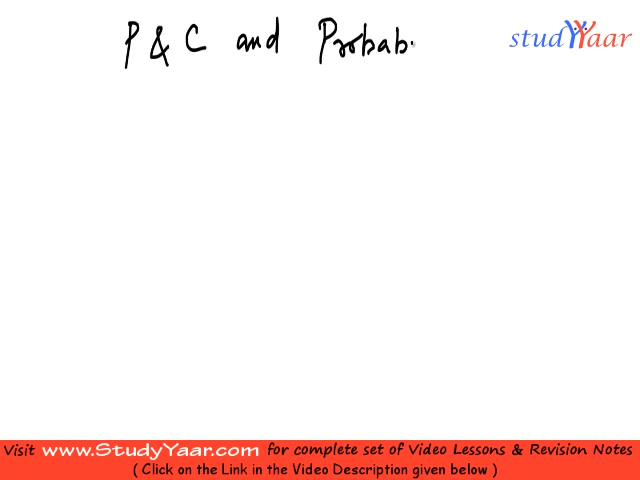 P & C and Probab
studYYaar
Visit www.StudyYaar.com for complete set of Video Lessons & Revision Notes
( Click on the Link in the Video Description given below )